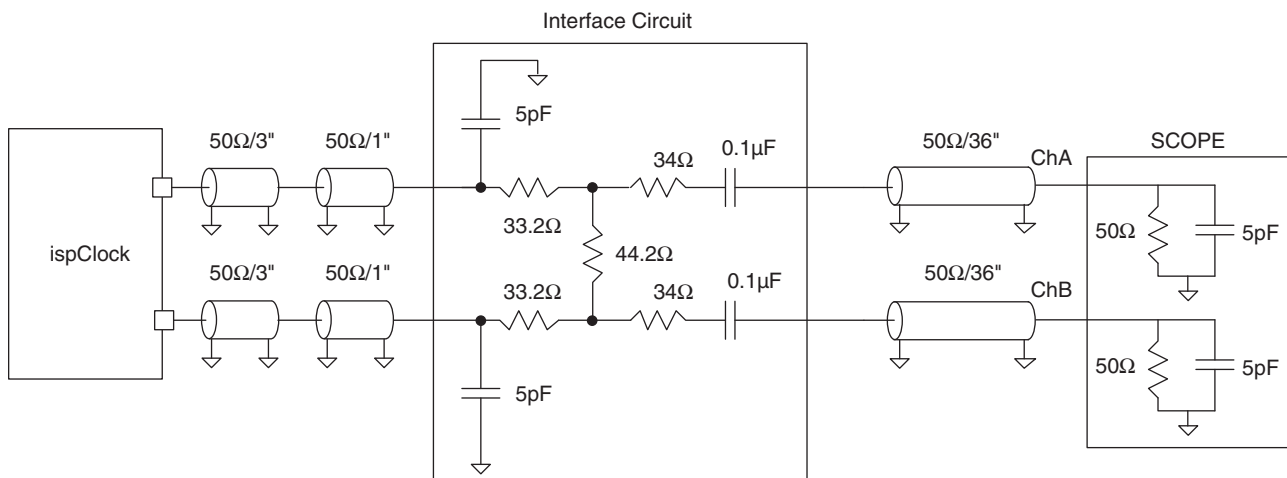 Interface Circuit
5pF
50Ω/3" 50Ω/1" 34Ω 0.1µF 50Ω/36" ChA SCOPE
33.2Ω
ispClock 44.2Ω 50Ω 5pF
50Ω/3" 50Ω/1" 33.2Ω 34Ω 0.1µF 50Ω/36" ChB
5pF 50Ω 5pF